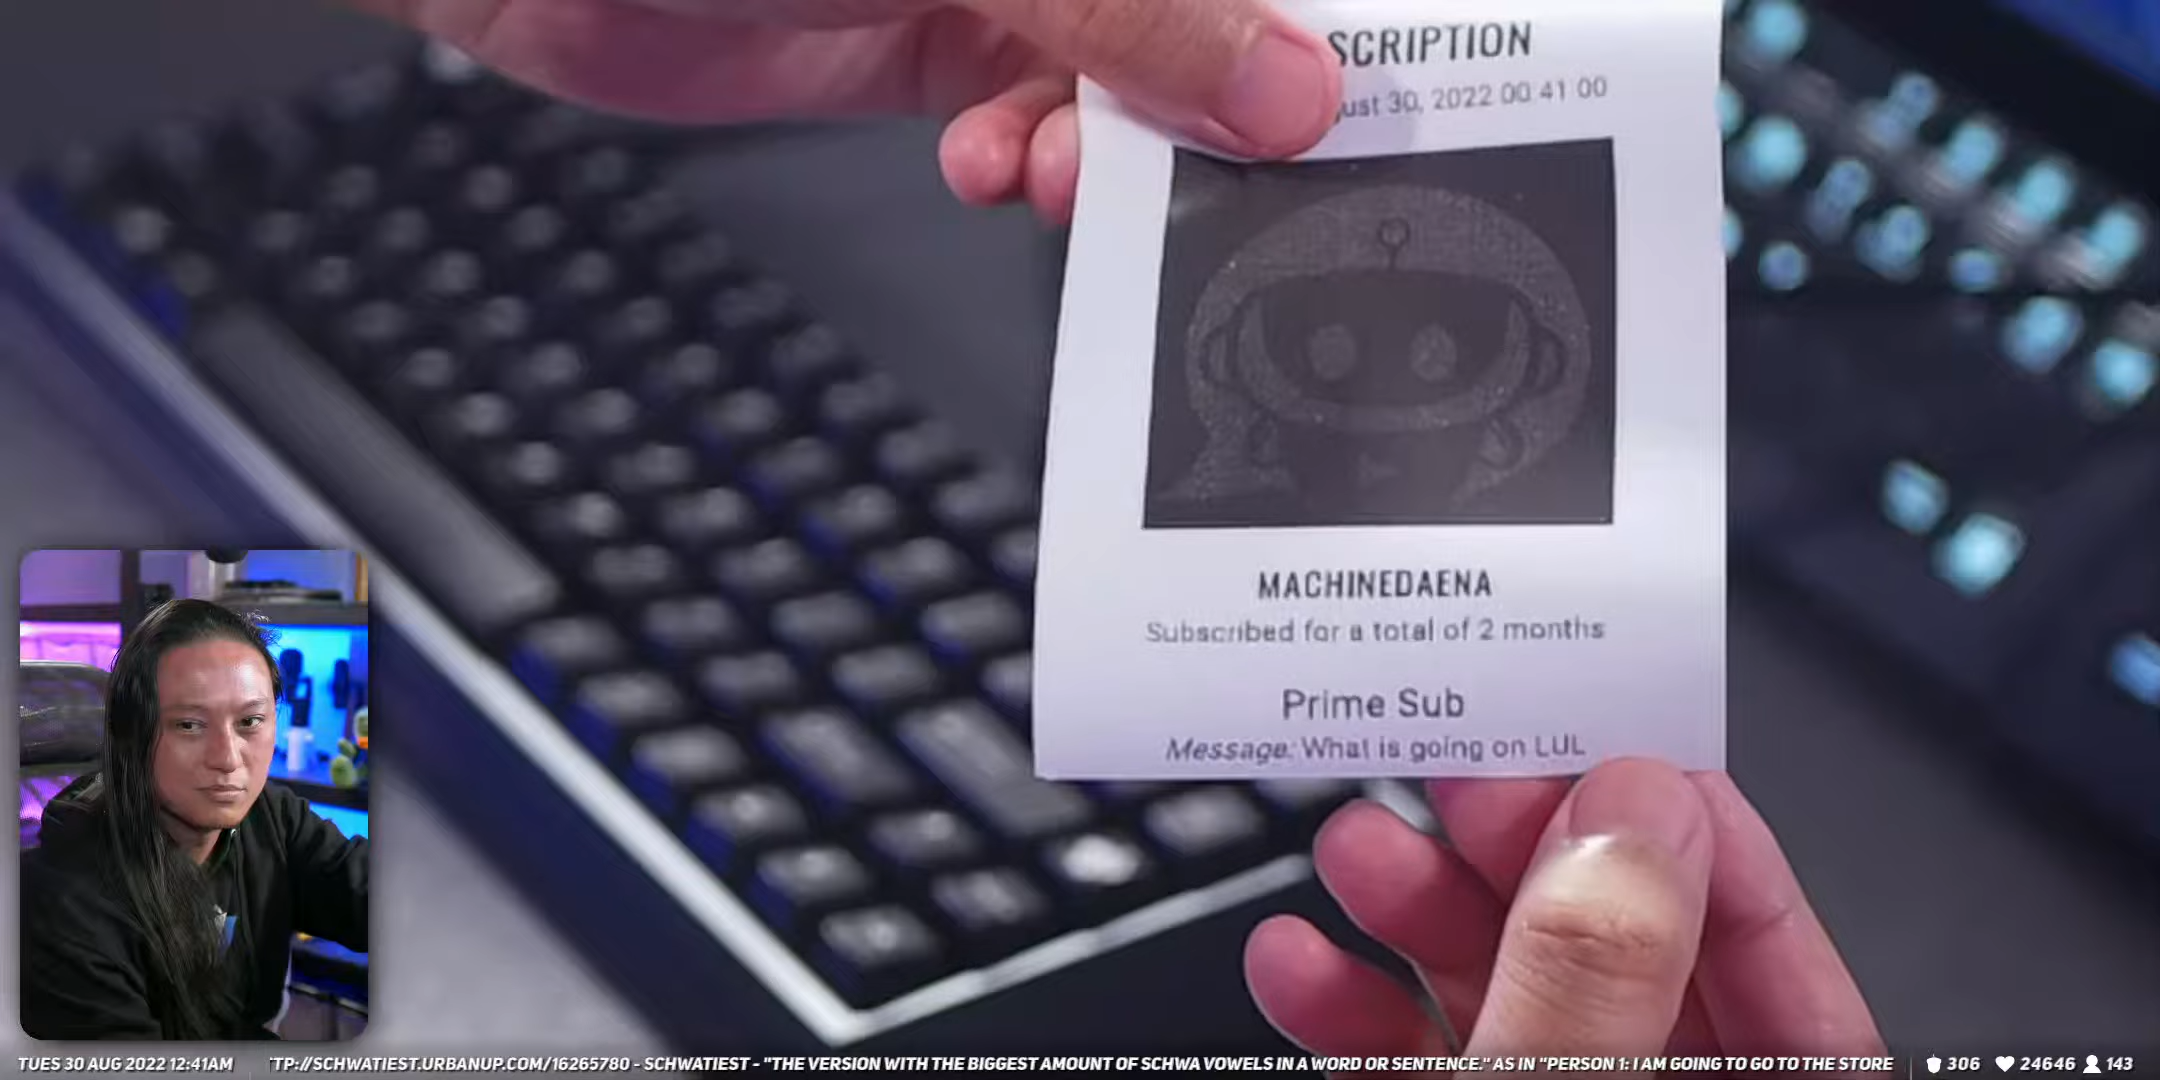 SCRIPTION
ust 30, 2022 00 41 00
MACHINEDAENA
Subscribed for a total of 2 months
Prime Sub
Message: What is going on LUL
TUES 30 AUG 2022 12:41AM TP://SCHWATIEST.URBANUP.COM/16265780 - SCHWATIEST - "THE VERSION WITH THE BIGGEST AMOUNT OF SCHWA VOWELS IN A WORD OR SENTENCE." AS IN "PERSON 1: I AM GOING TO GO TO THE STORE 306 24646 143